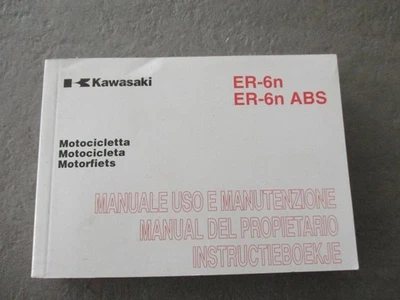 Kawasaki
ER-6n
ER-6n ABS
Motocicletta
Motocicleta
Motorfiets
MANUALE USO E MANUTENZIONE
MANUAL DEL PROPIETARIO
INSTRUCTIEBOEKJE